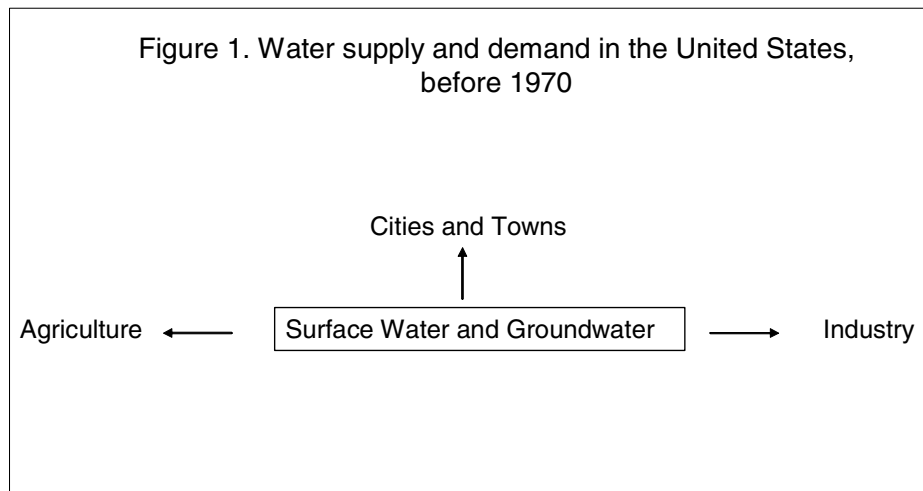 Figure 1. Water supply and demand in the United States,
before 1970
Cities and Towns
Agriculture
Surface Water and Groundwater
Industry